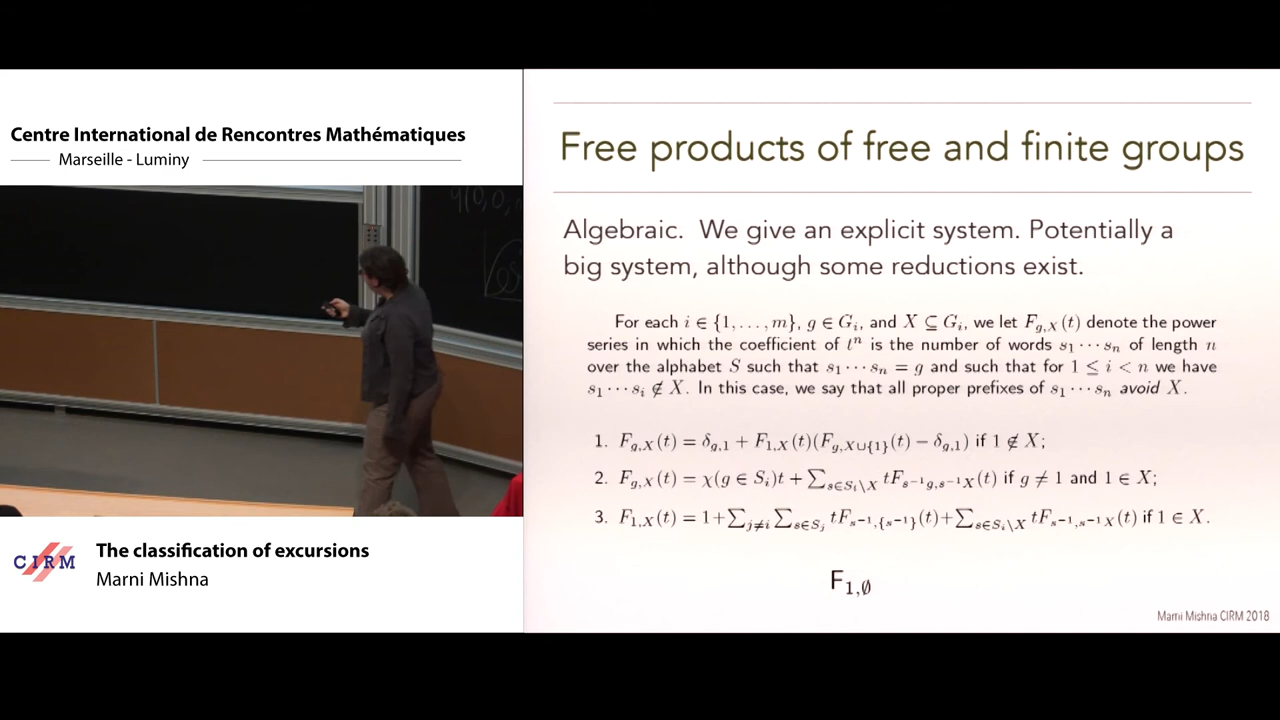 Centre International de Rencontres Mathématiques
Marseille - Luminy
CIRM
The classification of excursions
Marni Mishna
Free products of free and finite groups
Algebraic. We give an explicit system. Potentially a
big system, although some reductions exist.
For each i ∈ {1, . . . , m}, g ∈ G_i, and X ⊆ G_i, we let F_{g,X}(t) denote the power
series in which the coefficient of t^n is the number of words s_1 · · · s_n of length n
over the alphabet S such that s_1 · · · s_n = g and such that for 1 ≤ i < n we have
s_1 · · · s_i ∉ X. In this case, we say that all proper prefixes of s_1 · · · s_n avoid X.
1. F_{g,X}(t) = δ_{g,1} + F_{1,X}(t)(F_{g,X∪{1}}(t) − δ_{g,1}) if 1 ∉ X;
2. F_{g,X}(t) = χ(g ∈ S_i)t + ∑_{s∈S_i\X} tF_{s^{−1}g,s^{−1}X}(t) if g ≠ 1 and 1 ∈ X;
3. F_{1,X}(t) = 1+∑_{j≠i} ∑_{s∈S_j} tF_{s^{−1},{s^{−1}}}(t)+∑_{s∈S_i\X} tF_{s^{−1},s^{−1}X}(t) if 1 ∈ X.
F_{1,∅}
Marni Mishna CIRM 2018